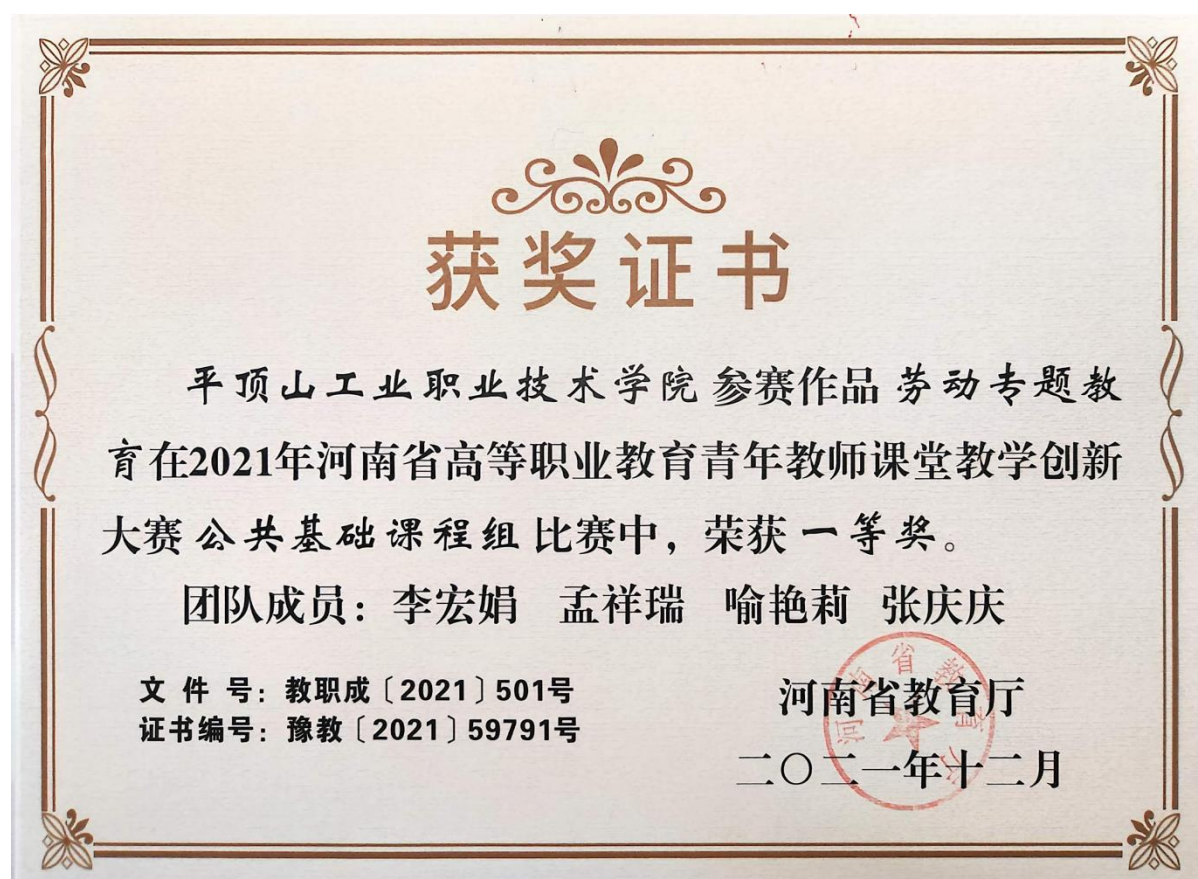 获奖证书
平顶山工业职业技术学院 参赛作品 劳动专题教
育在2021年河南省高等职业教育青年教师课堂教学创新
大赛 公共基础课程组 比赛中，荣获 一等奖。
团队成员：李宏娟 孟祥瑞 喻艳莉 张庆庆
文 件 号：教职成〔2021〕501号
证书编号：豫教〔2021〕59791号
河南省教育厅
河南省教育厅
二〇二一年十二月